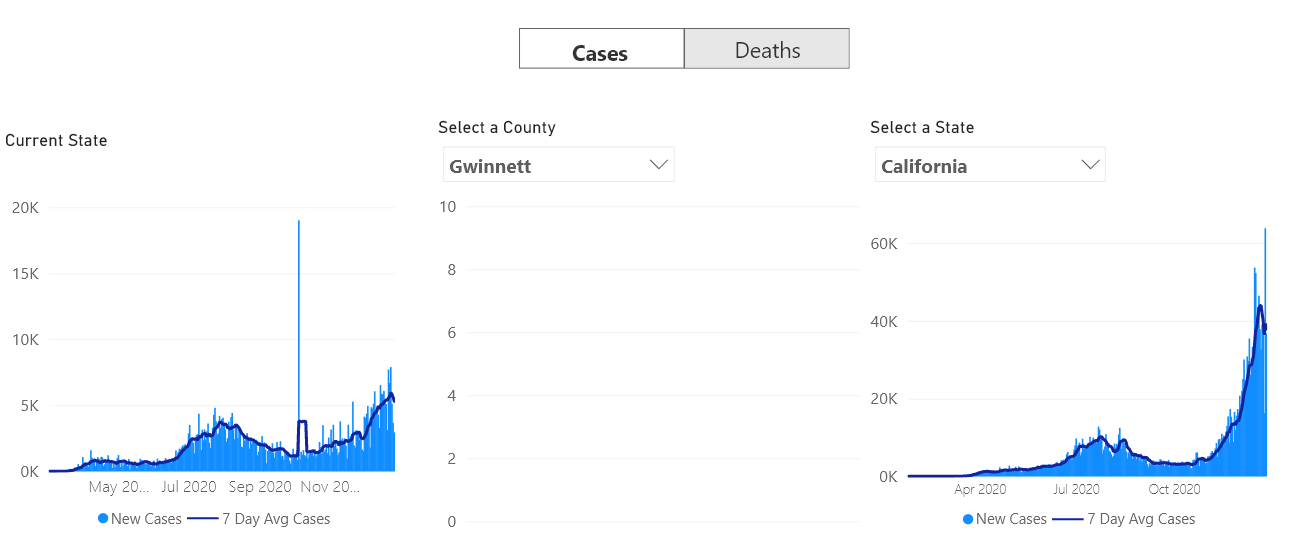 Cases
Deaths
Current State
20K
15K
10K
5K
0K
May 20...
Jul 2020
Sep 2020
Nov 20...
New Cases
7 Day Avg Cases
Select a County
Gwinnett
10
8
6
4
2
0
Select a State
California
60K
40K
20K
0K
Apr 2020
Jul 2020
Oct 2020
New Cases
7 Day Avg Cases